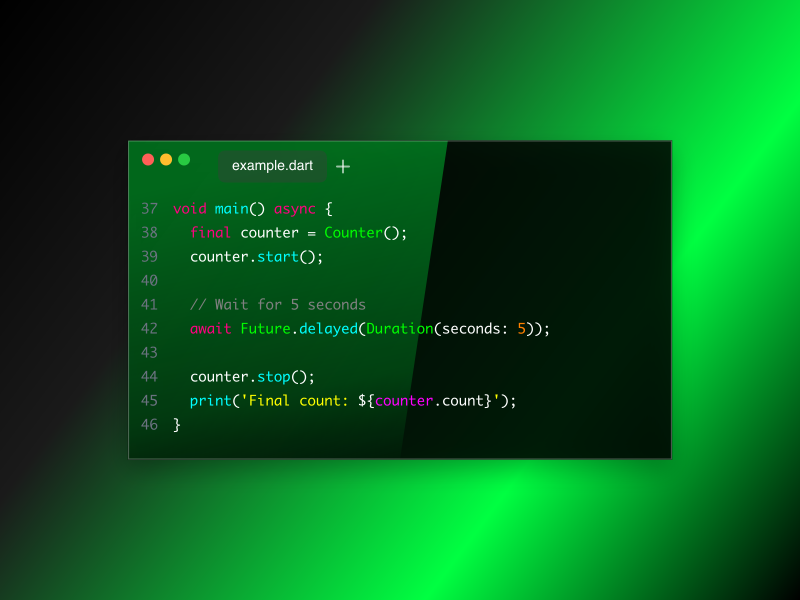 example.dart +
37 void main() async {
38   final counter = Counter();
39   counter.start();
40
41   // Wait for 5 seconds
42   await Future.delayed(Duration(seconds: 5));
43
44   counter.stop();
45   print('Final count: ${counter.count}');
46 }